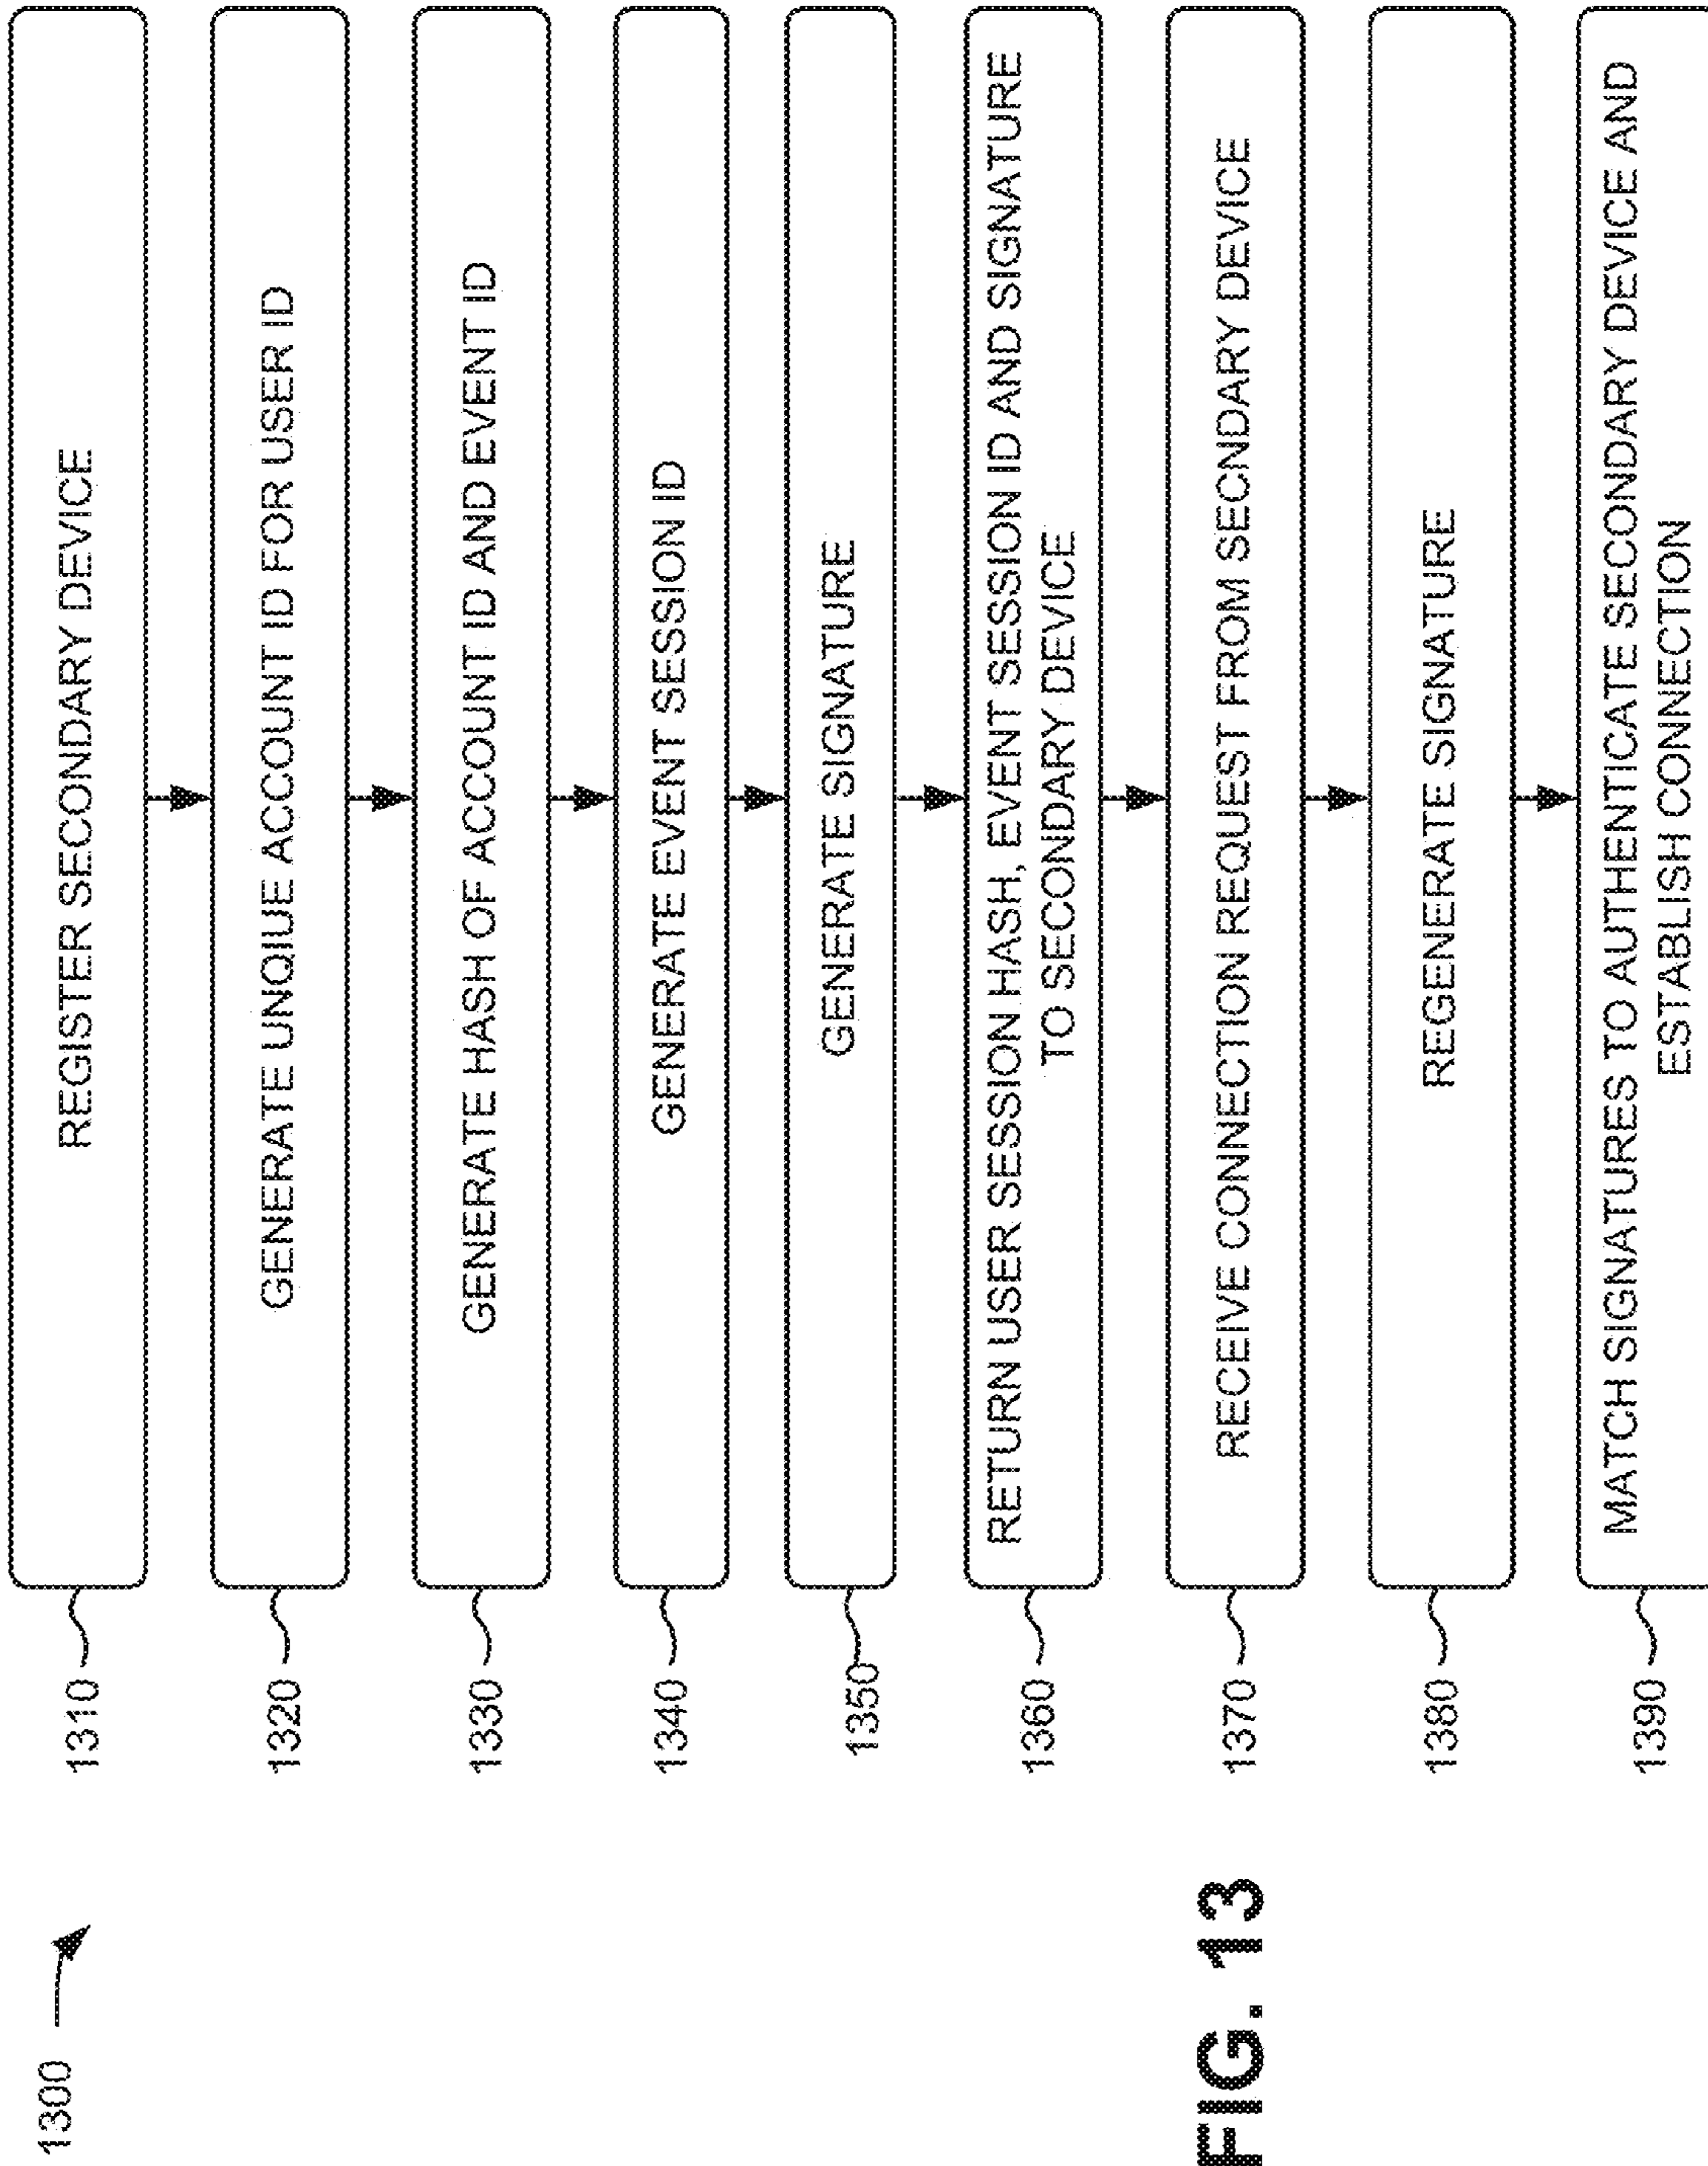 1300
1310
REGISTER SECONDARY DEVICE
1320
GENERATE UNQIUE ACCOUNT ID FOR USER ID
1330
GENERATE HASH OF ACCOUNT ID AND EVENT ID
1340
GENERATE EVENT SESSION ID
1350
GENERATE SIGNATURE
1360
RETURN USER SESSION HASH, EVENT SESSION ID AND SIGNATURE
TO SECONDARY DEVICE
1370
RECEIVE CONNECTION REQUEST FROM SECNDARY DEVICE
1380
REGENERATE SIGNATURE
1390
MATCH SIGNATURES TO AUTHENTICATE SECONDARY DEVICE AND
ESTABLISH CONNECTION
FIG. 13